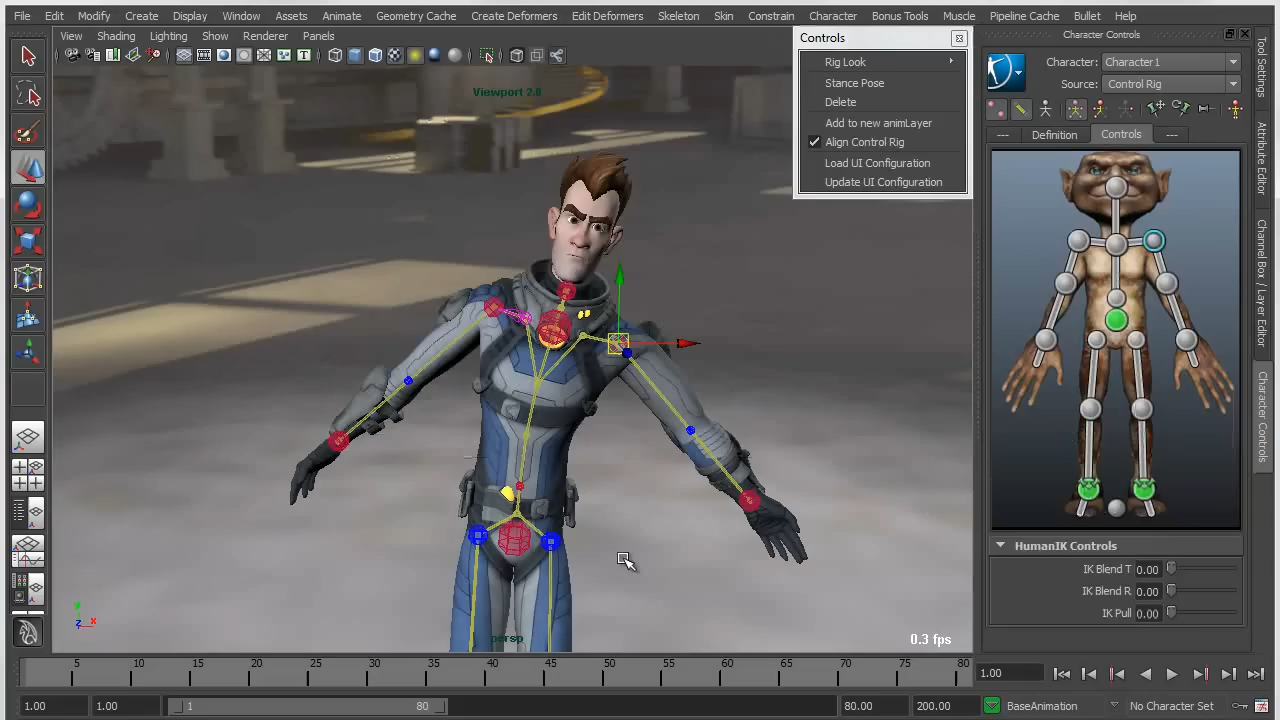 File Edit Modify Create Display Window Assets Animate Geometry Cache Create Deformers Edit Deformers Skeleton Skin Constrain Character Bonus Tools Muscle Pipeline Cache Bullet Help
View Shading Lighting Show Renderer Panels
Viewport 2.0
persp
0.3 fps
Controls
Rig Look
Stance Pose
Delete
Add to new animLayer
Align Control Rig
Load UI Configuration
Update UI Configuration
Character Controls
Character: Character1
Source: Control Rig
--- Definition Controls ---
HumanIK Controls
IK Blend T 0.00
IK Blend R 0.00
IK Pull 0.00
Tool Settings
Attribute Editor
Channel Box / Layer Editor
Character Controls
5 10 15 20 25 30 35 40 45 50 55 60 65 70 75 80
1.00
1.00 1.00 1 80 80.00 200.00 BaseAnimation No Character Set
y
z x
T